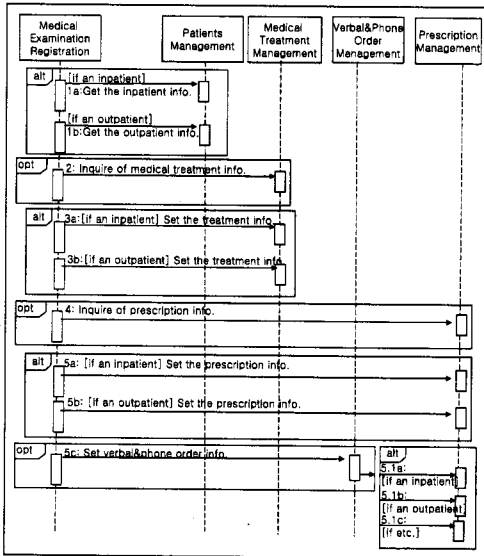 Medical
Examination
Registration
Patients
Management
Medical
Treatment
Management
Verbal&Phone
Order
Management
Prescription
Management
alt
[if an inpatient]
1a:Get the inpatient info.
[if an outpatient]
1b:Get the outpatient info.
opt
2: Inquire of medical treatment info.
alt
3a:[if an inpatient] Set the treatment info
3b:[if an outpatient] Set the treatment info
opt
4: Inquire of prescription info.
alt
5a: [if an inpatient] Set the prescription info.
5b: [if an outpatient] Set the prescription info.
opt
5c: Set verbal&phone order info.
alt
5.1a:
[if an inpatient]
5.1b:
[if an outpatient]
5.1c:
[if etc.]